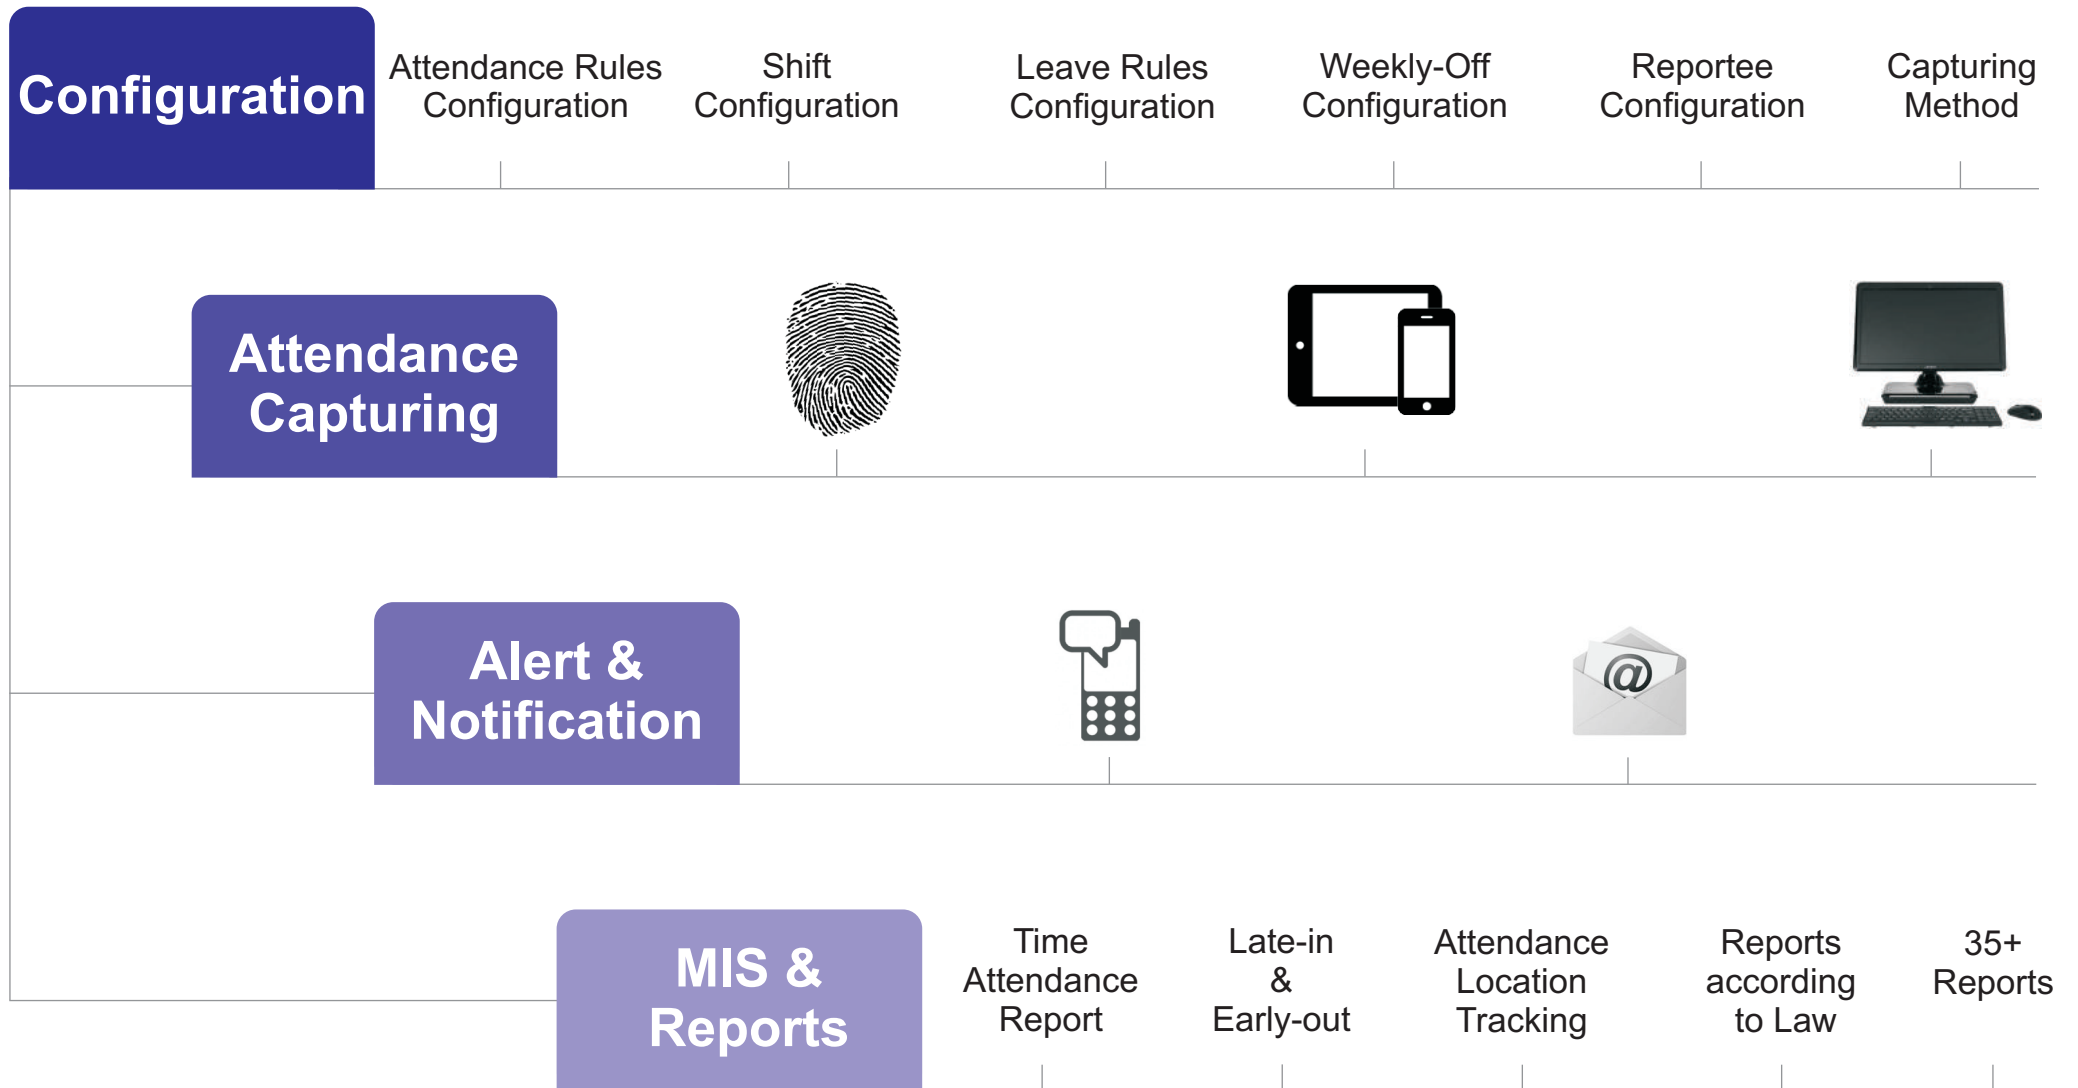 Configuration
Attendance Rules
Configuration
Shift
Configuration
Leave Rules
Configuration
Weekly-Off
Configuration
Reportee
Configuration
Capturing
Method
Attendance
Capturing
@
Alert &
Notification
MIS &
Reports
Time
Attendance
Report
Late-in
&
Early-out
Attendance
Location
Tracking
Reports
according
to Law
35+
Reports